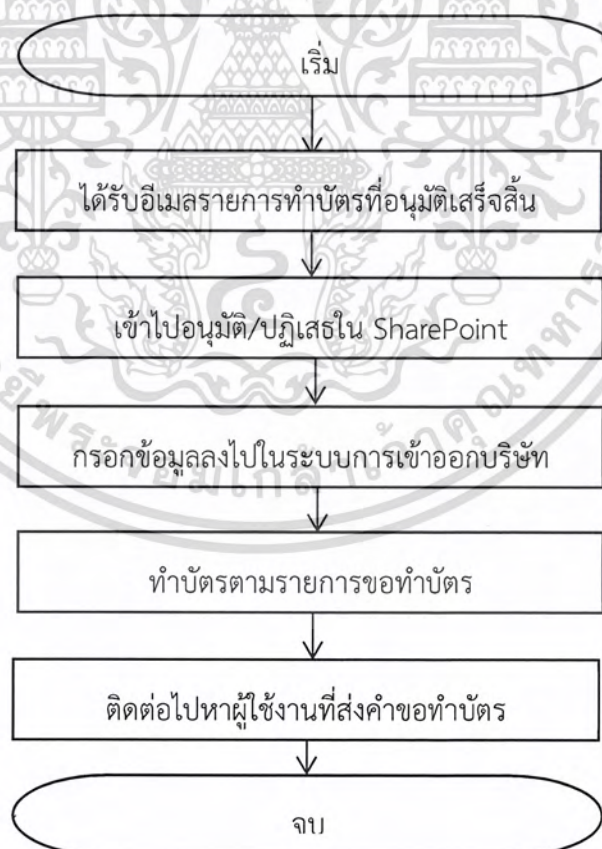 เริ่ม
ได้รับอีเมลรายการทำบัตรที่อนุมัติเสร็จสิ้น
เข้าไปอนุมัติ/ปฏิเสธใน SharePoint
กรอกข้อมูลลงไปในระบบการเข้าออกบริษัท
ทำบัตรตามรายการขอทำบัตร
ติดต่อไปหาผู้ใช้งานที่ส่งคำขอทำบัตร
จบ